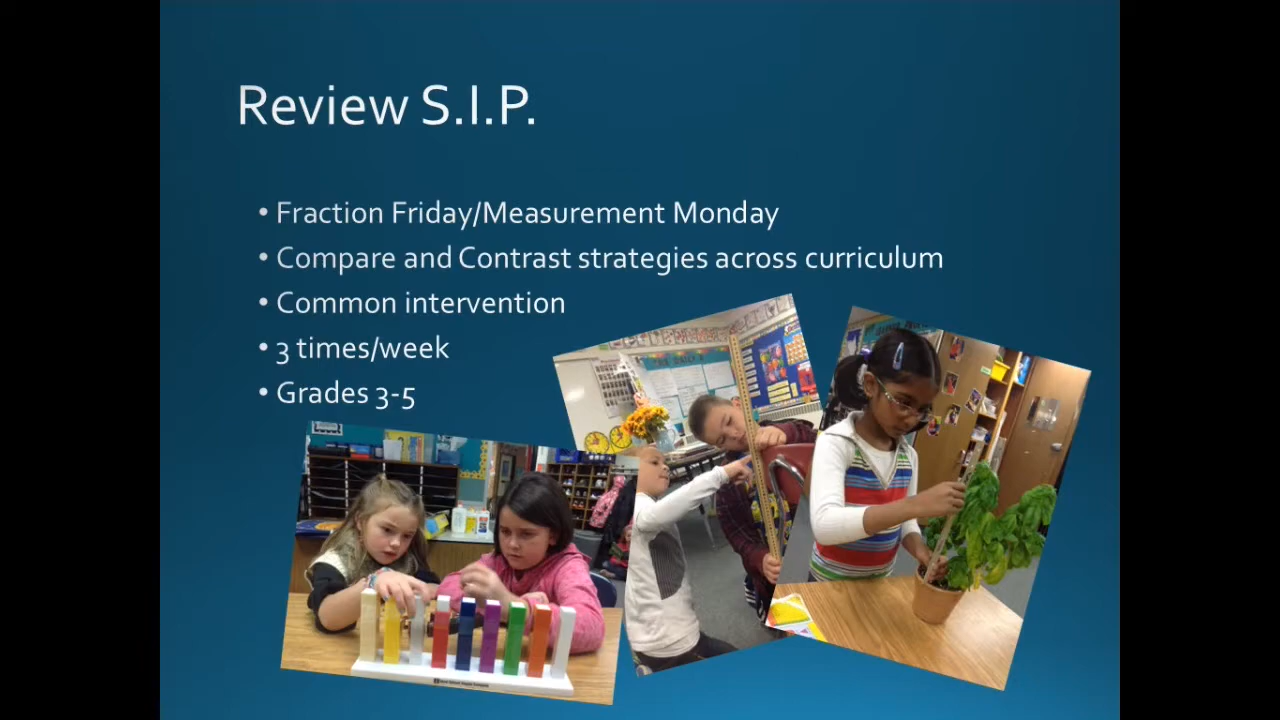 Review S.I.P.
• Fraction Friday/Measurement Monday
• Compare and Contrast strategies across curriculum
• Common intervention
• 3 times/week
• Grades 3-5